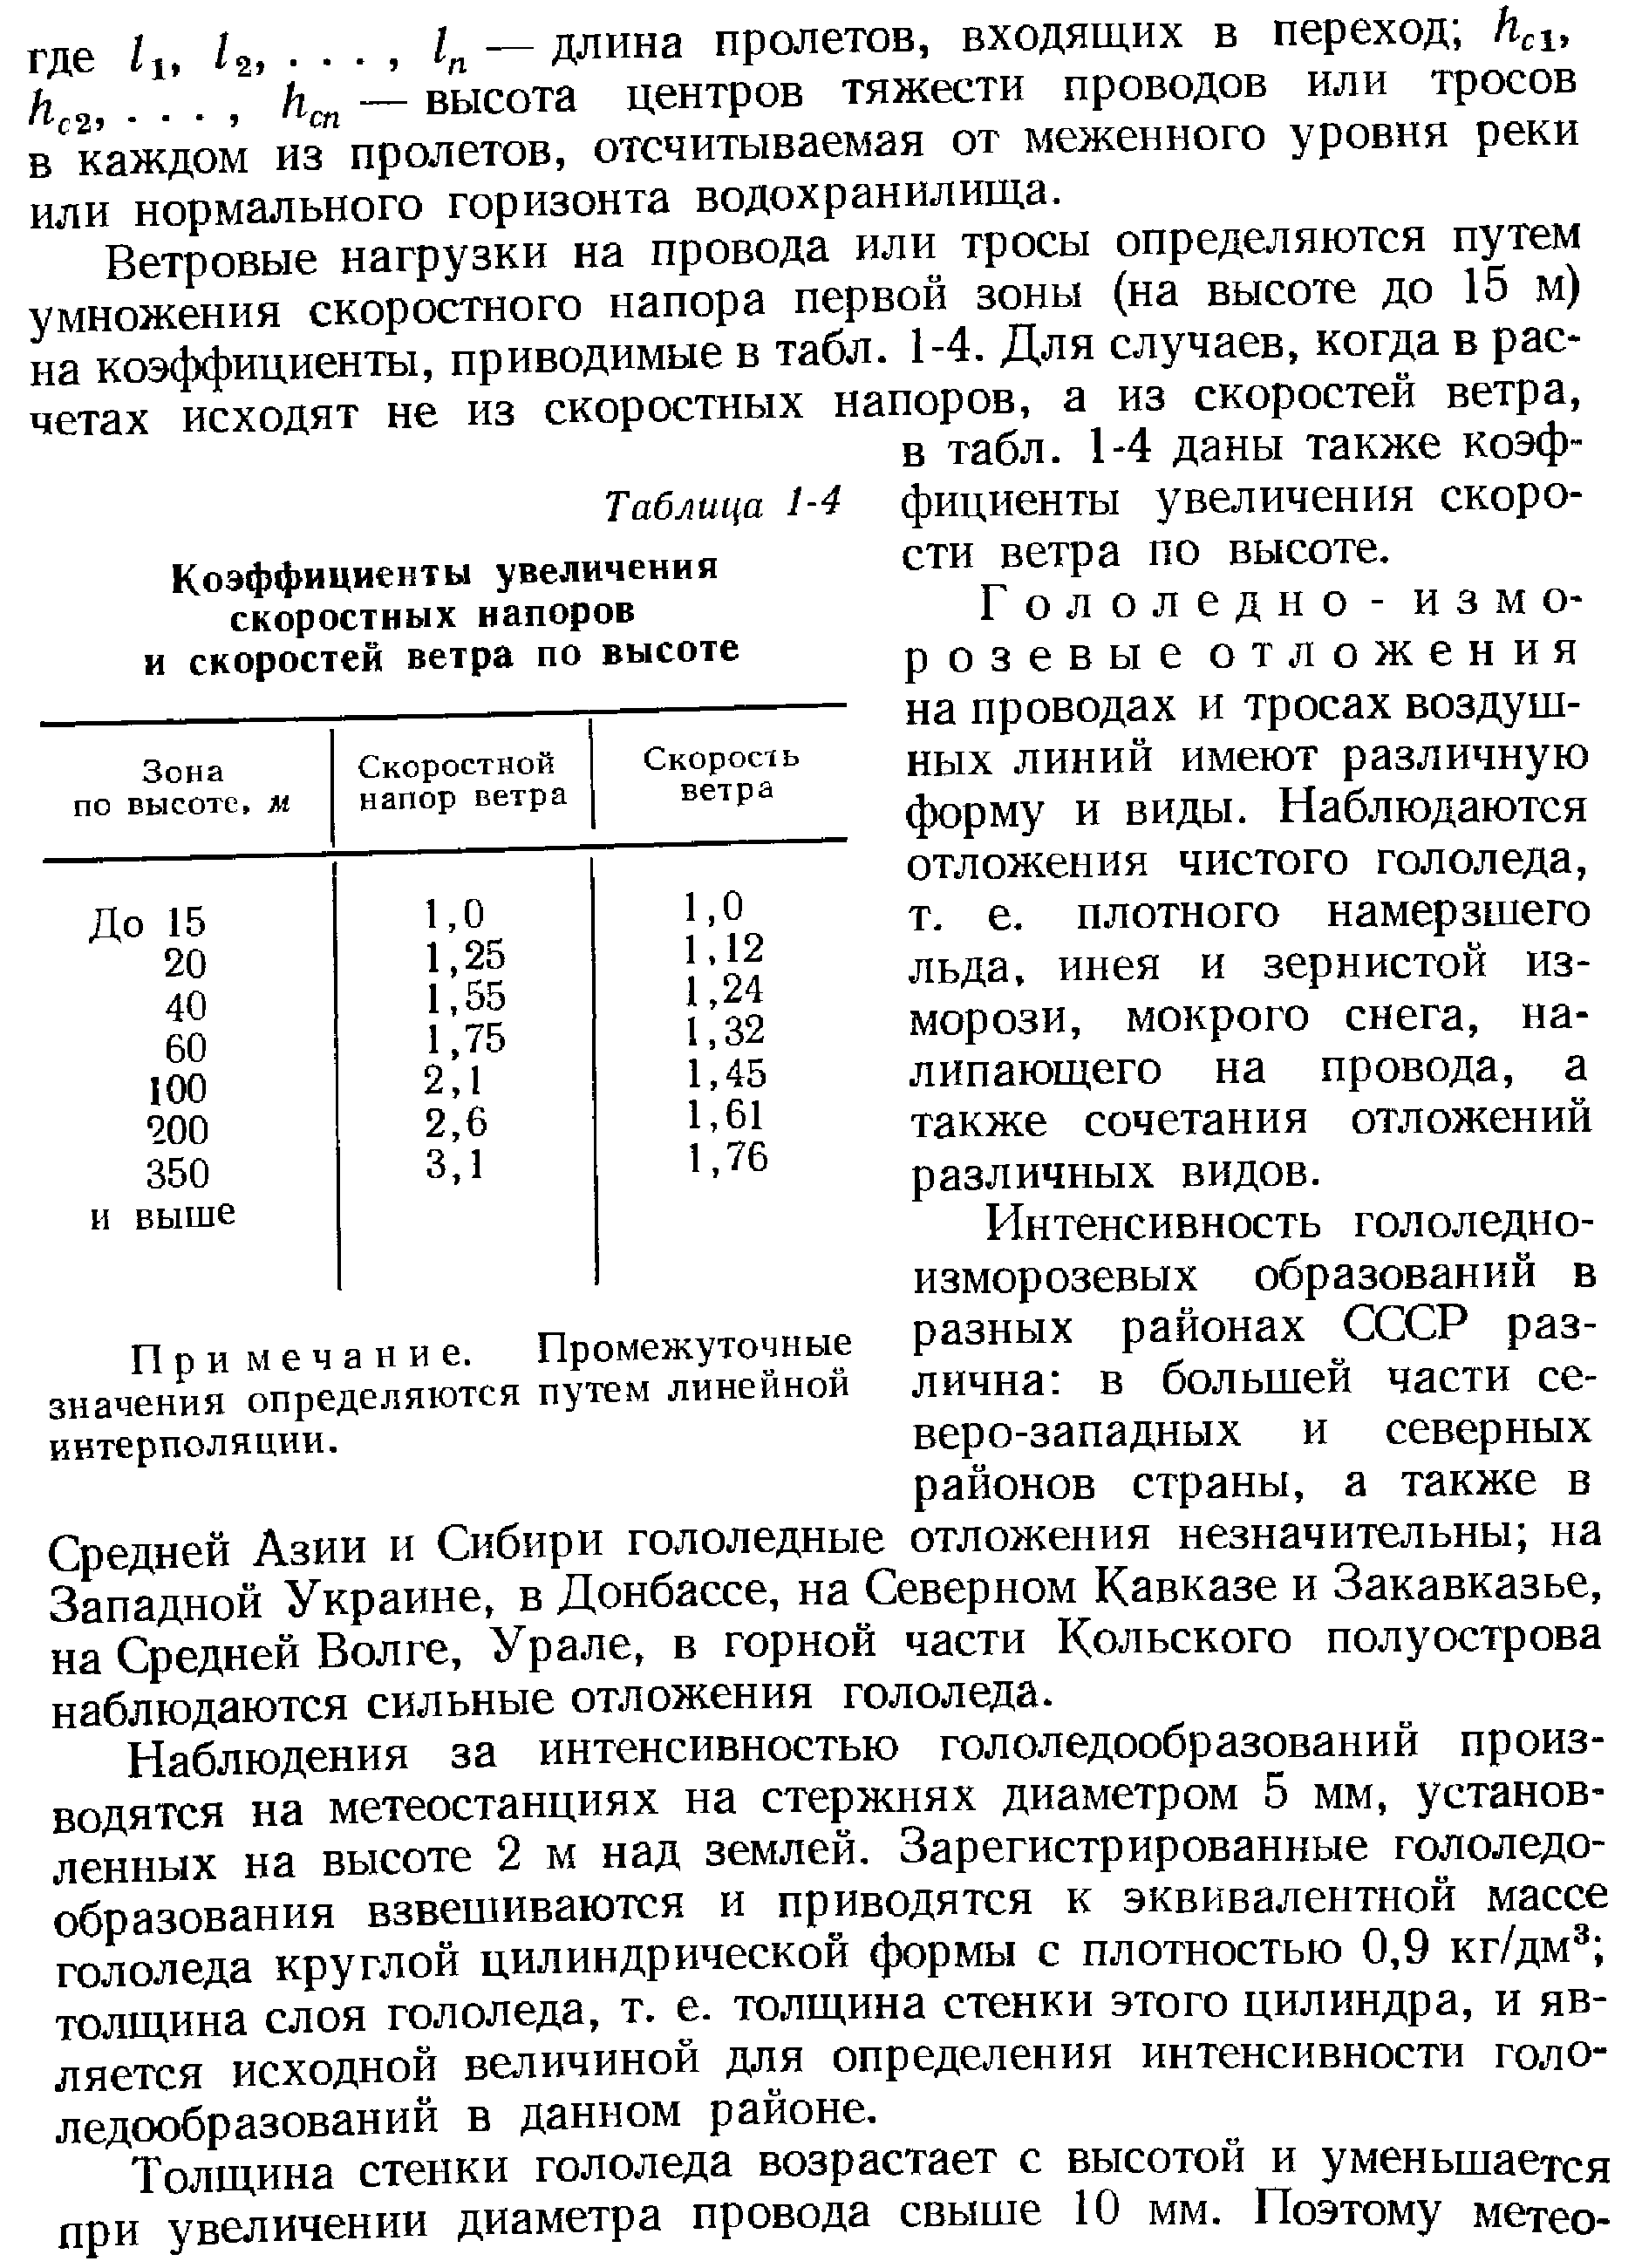 где l₁, l₂, . . . , lₙ — длина пролетов, входящих в переход; h_c1,
h_c2, . . . , h_cn — высота центров тяжести проводов или тросов
в каждом из пролетов, отсчитываемая от меженного уровня реки
или нормального горизонта водохранилища.
Ветровые нагрузки на провода или тросы определяются путем
умножения скоростного напора первой зоны (на высоте до 15 м)
на коэффициенты, приводимые в табл. 1-4. Для случаев, когда в рас-
четах исходят не из скоростных напоров, а из скоростей ветра,
в табл. 1-4 даны также коэф-
фициенты увеличения скоро-
сти ветра по высоте.
Гололедно-измо-
розевые отложения
на проводах и тросах воздуш-
ных линий имеют различную
форму и виды. Наблюдаются
отложения чистого гололеда,
т. е. плотного намерзшего
льда, инея и зернистой из-
морози, мокрого снега, на-
липающего на провода, а
также сочетания отложений
различных видов.
Интенсивность гололедно-
изморозевых образований в
разных районах СССР раз-
лична: в большей части се-
веро-западных и северных
районов страны, а также в
Таблица 1-4
Коэффициенты увеличения
скоростных напоров
и скоростей ветра по высоте
Зона по высоте, м | Скоростной напор ветра | Скорость ветра
До 15 | 1,0 | 1,0
20 | 1,25 | 1,12
40 | 1,55 | 1,24
60 | 1,75 | 1,32
100 | 2,1 | 1,45
200 | 2,6 | 1,61
350 | 3,1 | 1,76
и выше
Примечание. Промежуточные
значения определяются путем линейной
интерполяции.
Средней Азии и Сибири гололедные отложения незначительны; на
Западной Украине, в Донбассе, на Северном Кавказе и Закавказье,
на Средней Волге, Урале, в горной части Кольского полуострова
наблюдаются сильные отложения гололеда.
Наблюдения за интенсивностью гололедообразований произ-
водятся на метеостанциях на стержнях диаметром 5 мм, установ-
ленных на высоте 2 м над землей. Зарегистрированные гололедо-
образования взвешиваются и приводятся к эквивалентной массе
гололеда круглой цилиндрической формы с плотностью 0,9 кг/дм³;
толщина слоя гололеда, т. е. толщина стенки этого цилиндра, и яв-
ляется исходной величиной для определения интенсивности голо-
ледообразований в данном районе.
Толщина стенки гололеда возрастает с высотой и уменьшается
при увеличении диаметра провода свыше 10 мм. Поэтому метео-